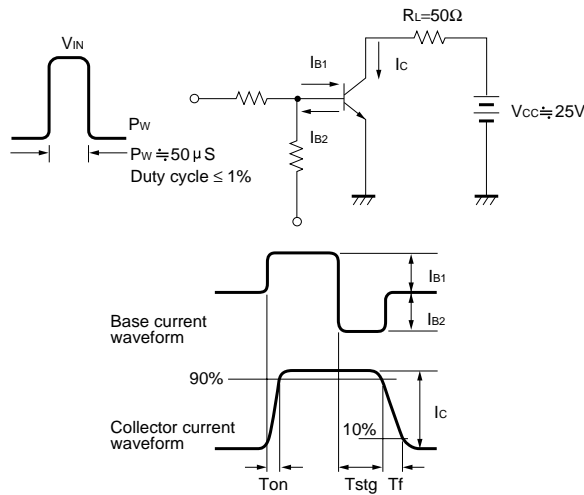 VIN
PW
PW≒50μS
Duty cycle ≤ 1%
RL=50Ω
IB1
IC
IB2
VCC≒25V
Base current
waveform
IB1
IB2
90%
Collector current
waveform
10%
IC
Ton
Tstg
Tf